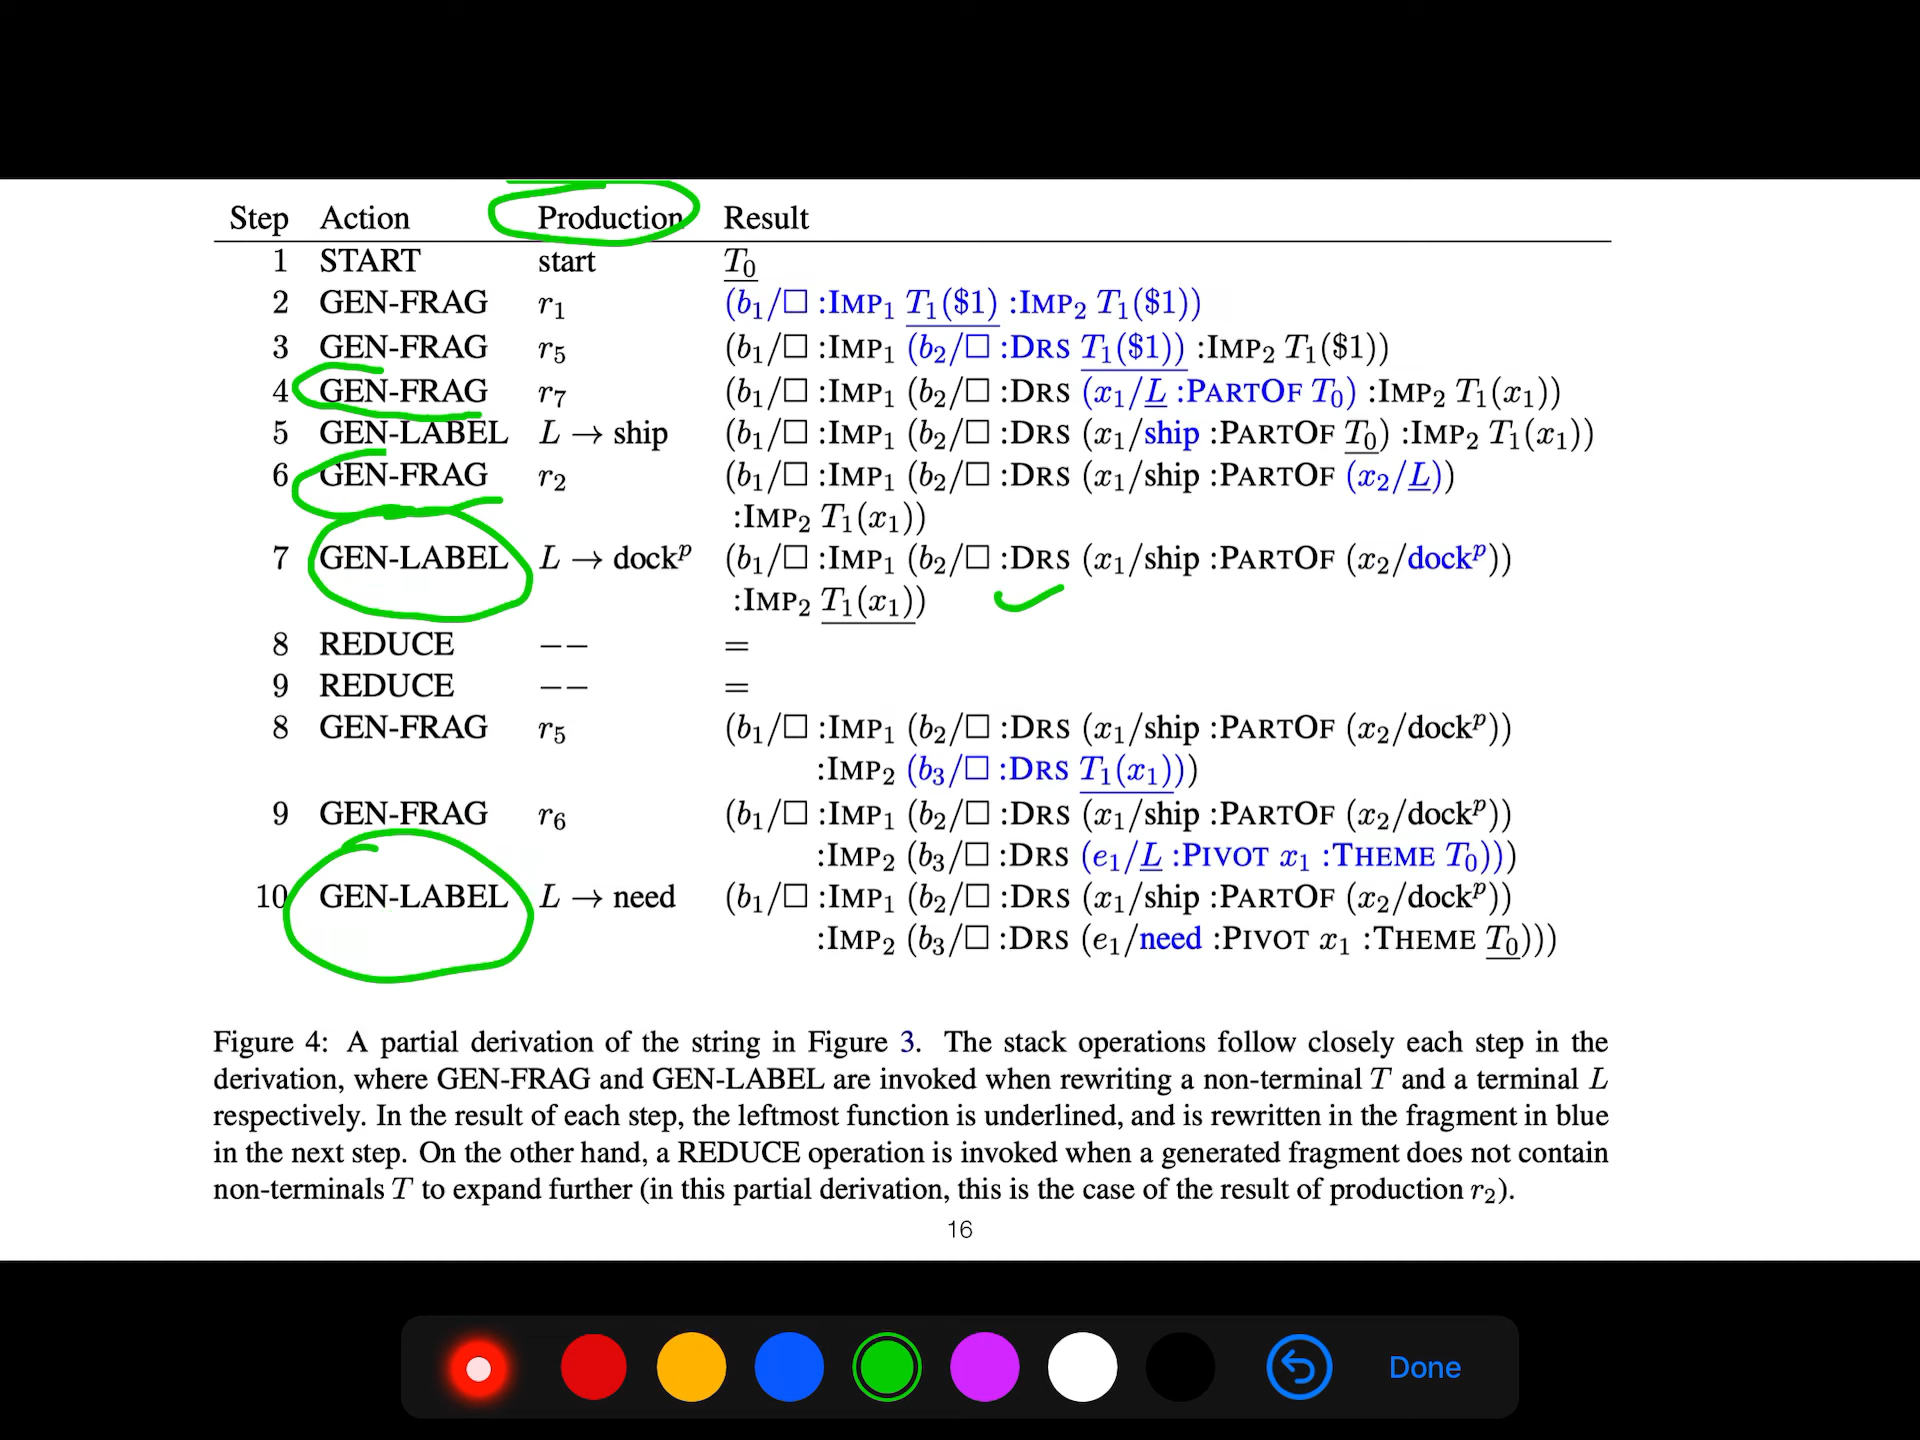 Step Action Production Result
1 START start T₀
2 GEN-FRAG r₁ (b₁/□ :IMP₁ T₁($1) :IMP₂ T₁($1))
3 GEN-FRAG r₅ (b₁/□ :IMP₁ (b₂/□ :DRS T₁($1)) :IMP₂ T₁($1))
4 GEN-FRAG r₇ (b₁/□ :IMP₁ (b₂/□ :DRS (x₁/L :PARTOF T₀) :IMP₂ T₁(x₁))
5 GEN-LABEL L → ship (b₁/□ :IMP₁ (b₂/□ :DRS (x₁/ship :PARTOF T₀) :IMP₂ T₁(x₁))
6 GEN-FRAG r₂ (b₁/□ :IMP₁ (b₂/□ :DRS (x₁/ship :PARTOF (x₂/L))
:IMP₂ T₁(x₁))
7 GEN-LABEL L → dockᵖ (b₁/□ :IMP₁ (b₂/□ :DRS (x₁/ship :PARTOF (x₂/dockᵖ))
:IMP₂ T₁(x₁))
8 REDUCE −− =
9 REDUCE −− =
8 GEN-FRAG r₅ (b₁/□ :IMP₁ (b₂/□ :DRS (x₁/ship :PARTOF (x₂/dockᵖ))
:IMP₂ (b₃/□ :DRS T₁(x₁)))
9 GEN-FRAG r₆ (b₁/□ :IMP₁ (b₂/□ :DRS (x₁/ship :PARTOF (x₂/dockᵖ))
:IMP₂ (b₃/□ :DRS (e₁/L :PIVOT x₁ :THEME T₀)))
10 GEN-LABEL L → need (b₁/□ :IMP₁ (b₂/□ :DRS (x₁/ship :PARTOF (x₂/dockᵖ))
:IMP₂ (b₃/□ :DRS (e₁/need :PIVOT x₁ :THEME T₀)))
Figure 4: A partial derivation of the string in Figure 3. The stack operations follow closely each step in the
derivation, where GEN-FRAG and GEN-LABEL are invoked when rewriting a non-terminal T and a terminal L
respectively. In the result of each step, the leftmost function is underlined, and is rewritten in the fragment in blue
in the next step. On the other hand, a REDUCE operation is invoked when a generated fragment does not contain
non-terminals T to expand further (in this partial derivation, this is the case of the result of production r₂).
16
Done